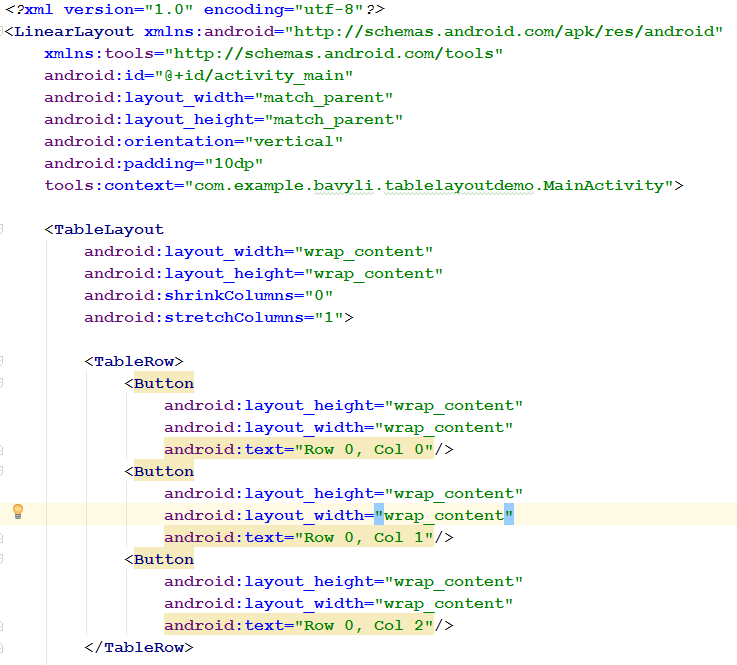 <?xml version="1.0" encoding="utf-8"?>
<LinearLayout xmlns:android="http://schemas.android.com/apk/res/android"
    xmlns:tools="http://schemas.android.com/tools"
    android:id="@+id/activity_main"
    android:layout_width="match_parent"
    android:layout_height="match_parent"
    android:orientation="vertical"
    android:padding="10dp"
    tools:context="com.example.bavyli.tablelayoutdemo.MainActivity">

    <TableLayout
        android:layout_width="wrap_content"
        android:layout_height="wrap_content"
        android:shrinkColumns="0"
        android:stretchColumns="1">

        <TableRow>
            <Button
                android:layout_height="wrap_content"
                android:layout_width="wrap_content"
                android:text="Row 0, Col 0"/>
            <Button
                android:layout_height="wrap_content"
                android:layout_width="wrap_content"
                android:text="Row 0, Col 1"/>
            <Button
                android:layout_height="wrap_content"
                android:layout_width="wrap_content"
                android:text="Row 0, Col 2"/>
        </TableRow>